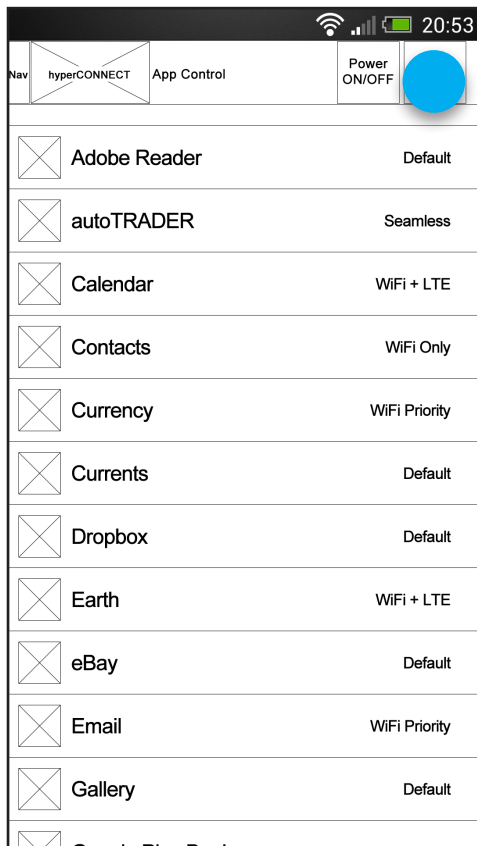 20:53
Nav
hyperCONNECT
App Control
Power
ON/OFF
Adobe Reader Default
autoTRADER Seamless
Calendar WiFi + LTE
Contacts WiFi Only
Currency WiFi Priority
Currents Default
Dropbox Default
Earth WiFi + LTE
eBay Default
Email WiFi Priority
Gallery Default